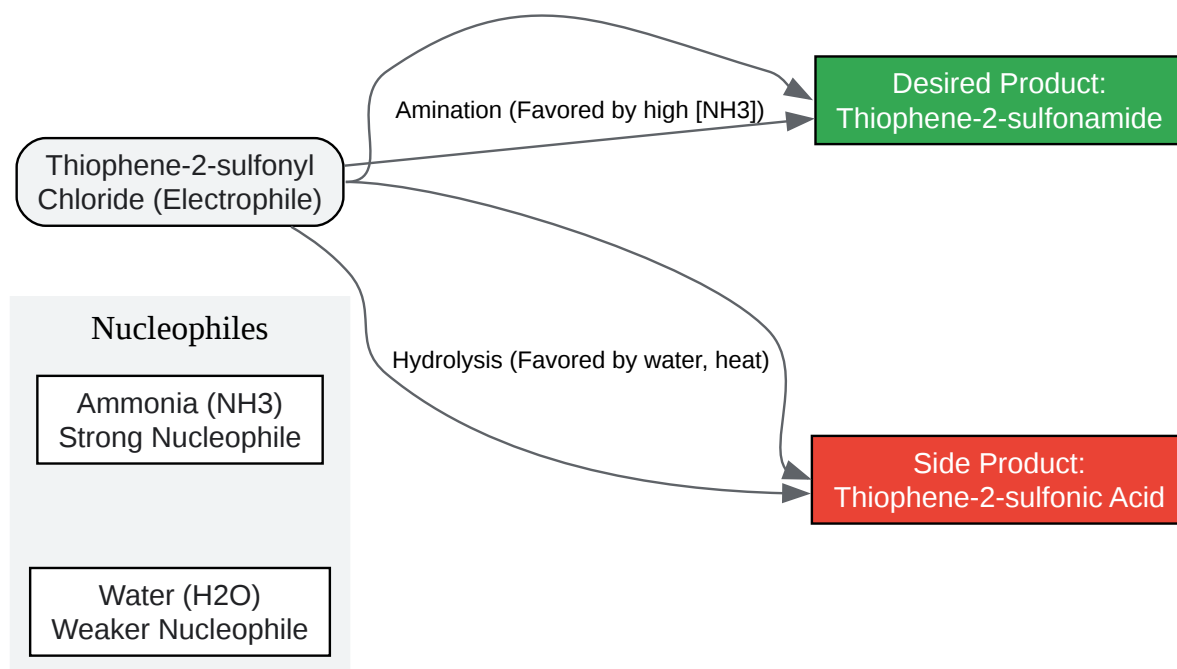 Desired Product:
Thiophene-2-sulfonamide
Amination (Favored by high [NH3])
Thiophene-2-sulfonyl
Chloride (Electrophile)
Nucleophiles
Hydrolysis (Favored by water, heat)
Ammonia (NH3)
Strong Nucleophile
Side Product:
Thiophene-2-sulfonic Acid
Water (H2O)
Weaker Nucleophile